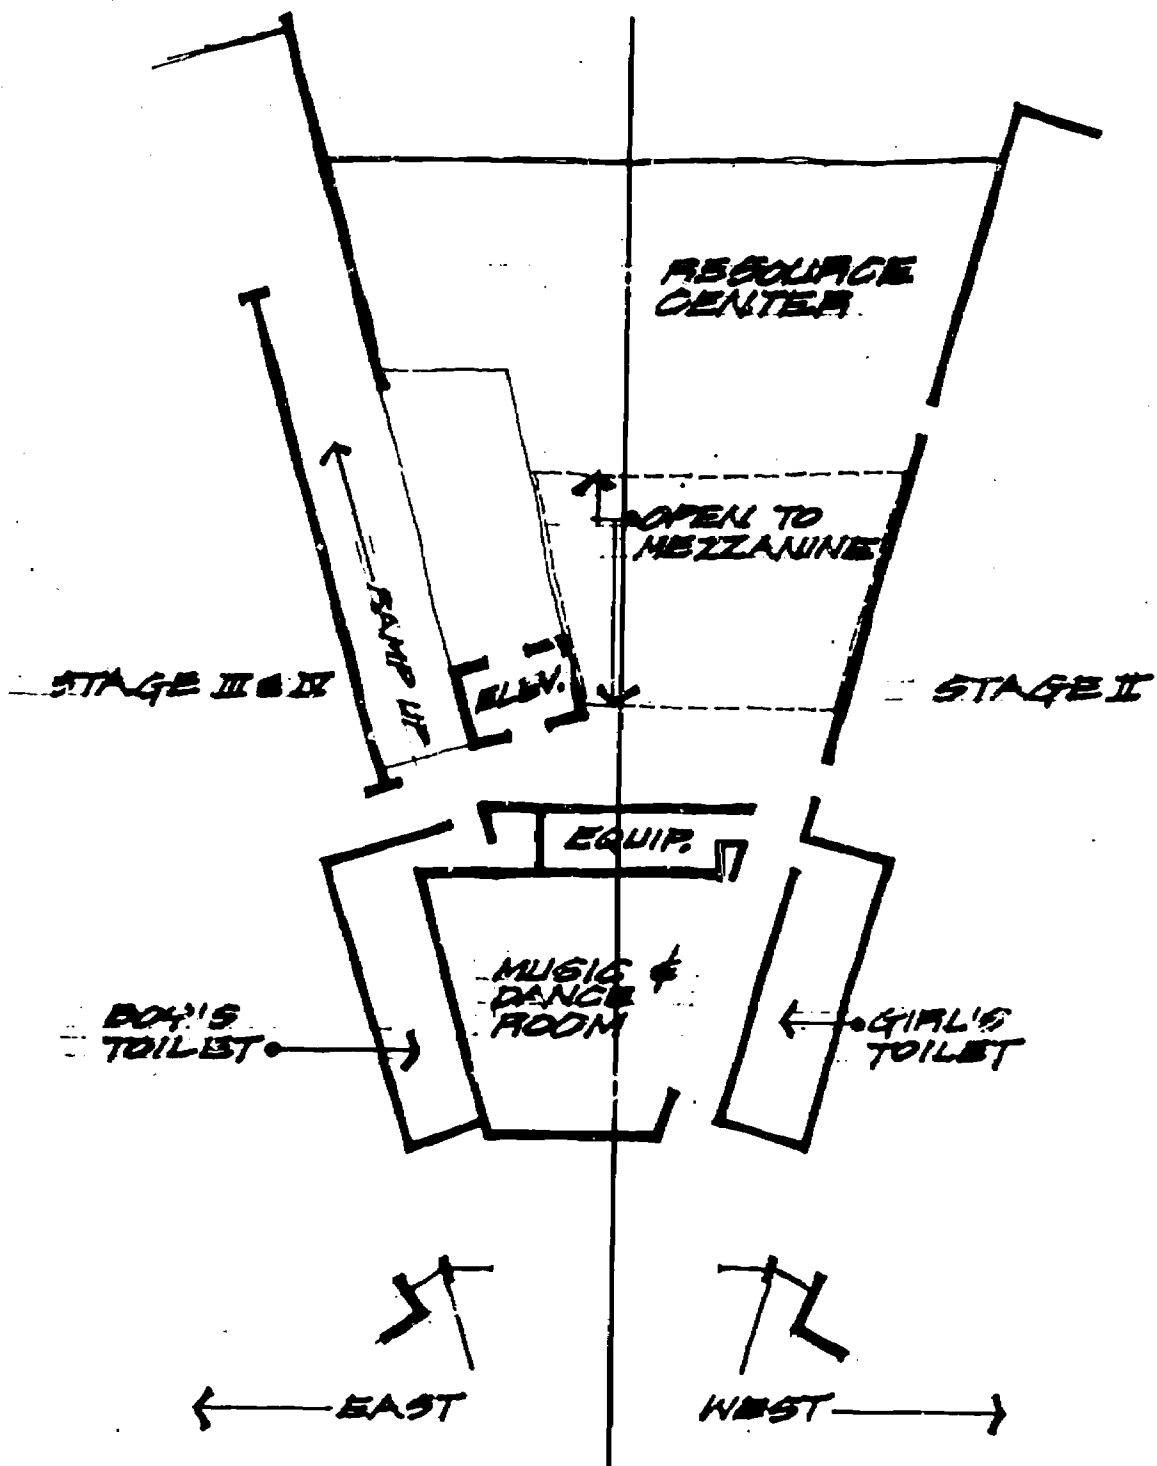 RESOURCE
CENTER
OPEN TO
MEZZANINE
RAMP UP
STAGE III & IV
ELEV.
STAGE II
EQUIP.
MUSIC &
DANCE
ROOM
BOY'S
TOILET
GIRL'S
TOILET
EAST
WEST